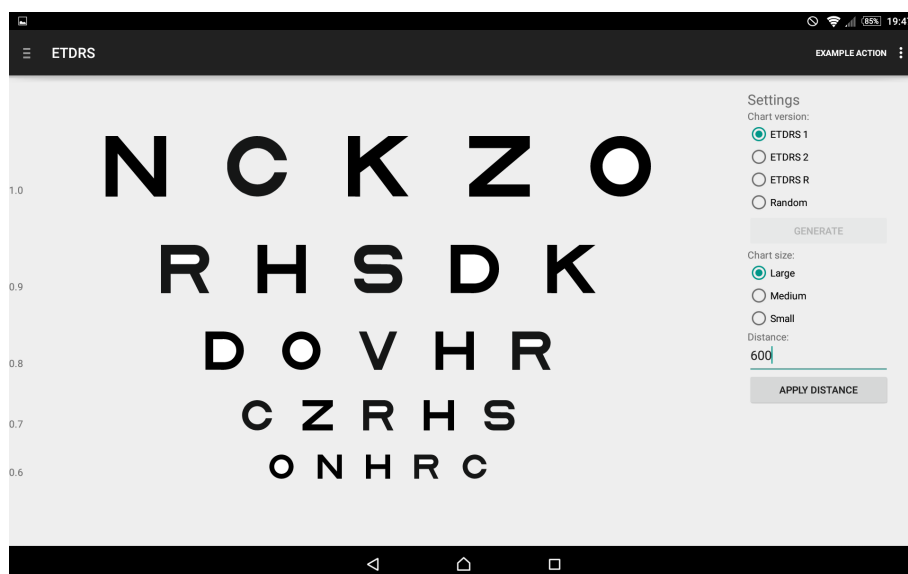 85% 19:47
ETDRS
EXAMPLE ACTION
1.0 N C K Z O
0.9 R H S D K
0.8 D O V H R
0.7 C Z R H S
0.6 O N H R C
Settings
Chart version:
ETDRS 1
ETDRS 2
ETDRS R
Random
GENERATE
Chart size:
Large
Medium
Small
Distance:
600
APPLY DISTANCE